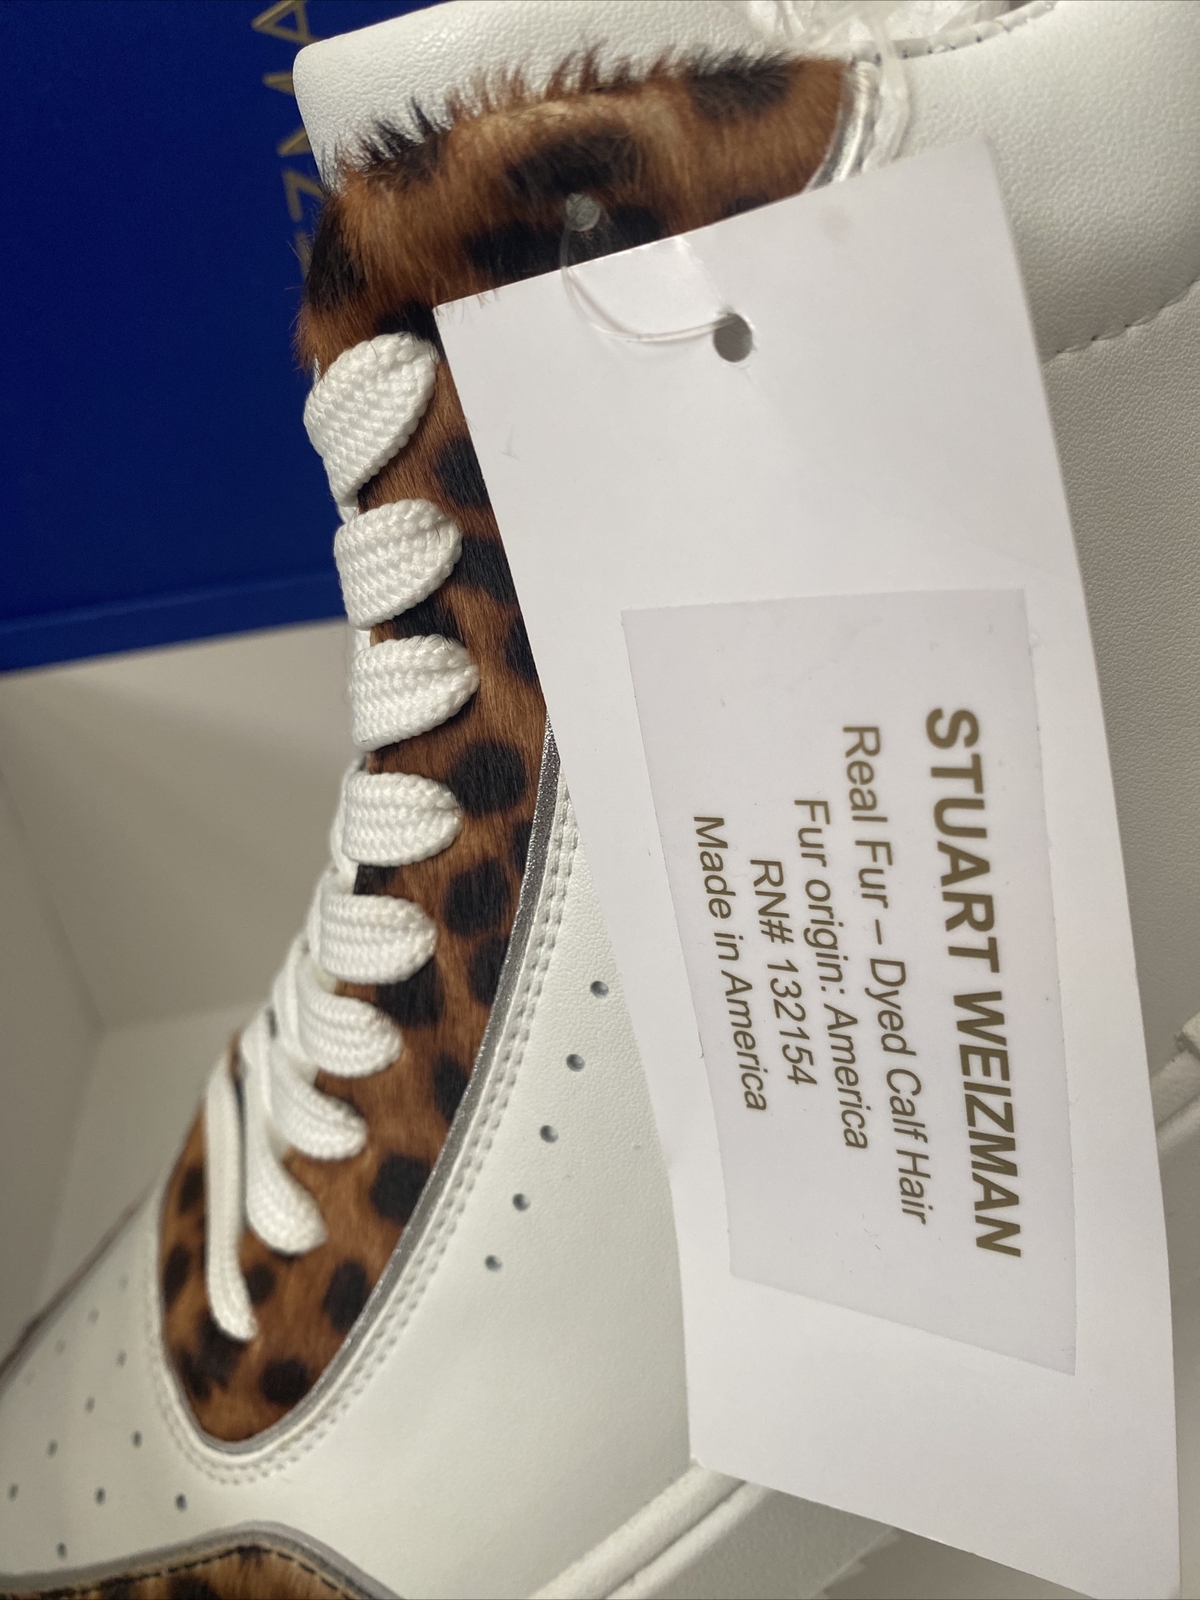 STUART WEIZMAN
Real Fur – Dyed Calf Hair
Fur origin: America
RN# 132154
Made in America